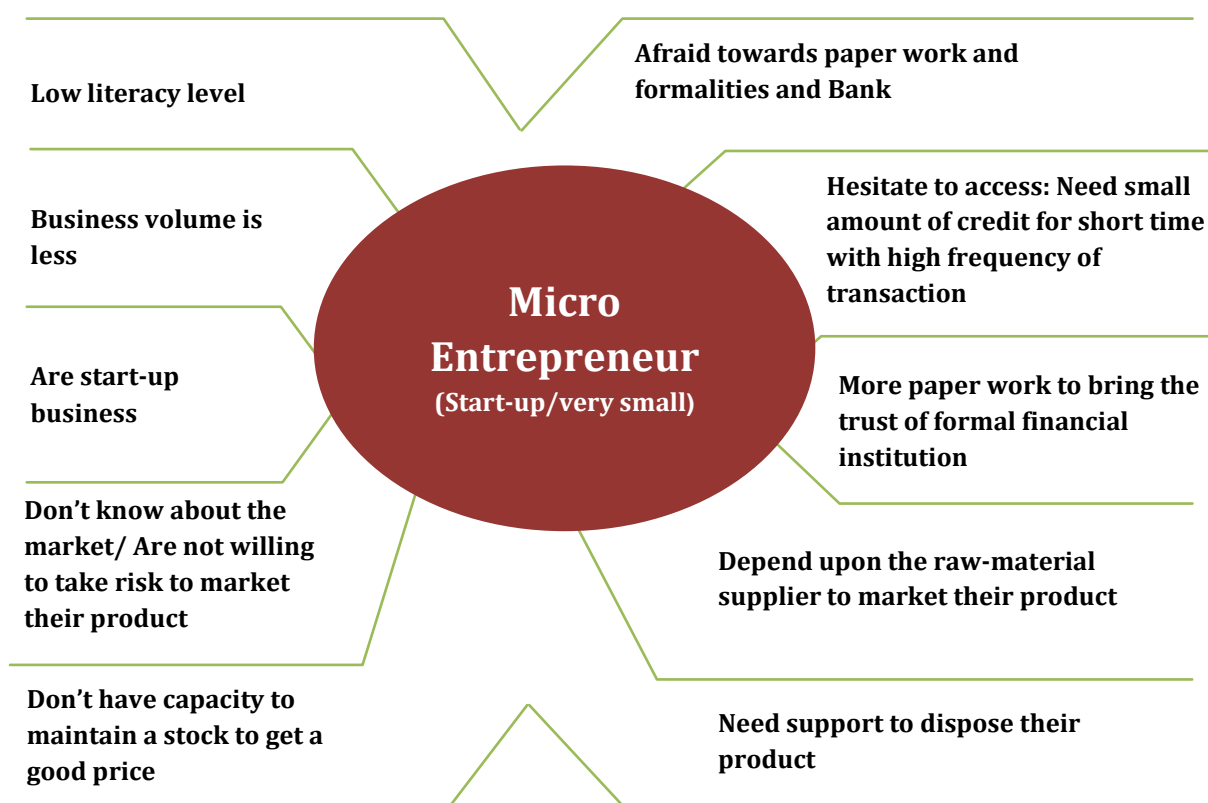 Low literacy level
Afraid towards paper work and
formalities and Bank
Business volume is
less
Hesitate to access: Need small
amount of credit for short time
with high frequency of
transaction
Micro
Entrepreneur
(Start-up/very small)
Are start-up
business
More paper work to bring the
trust of formal financial
institution
Don’t know about the
market/ Are not willing
to take risk to market
their product
Depend upon the raw-material
supplier to market their product
Don’t have capacity to
maintain a stock to get a
good price
Need support to dispose their
product